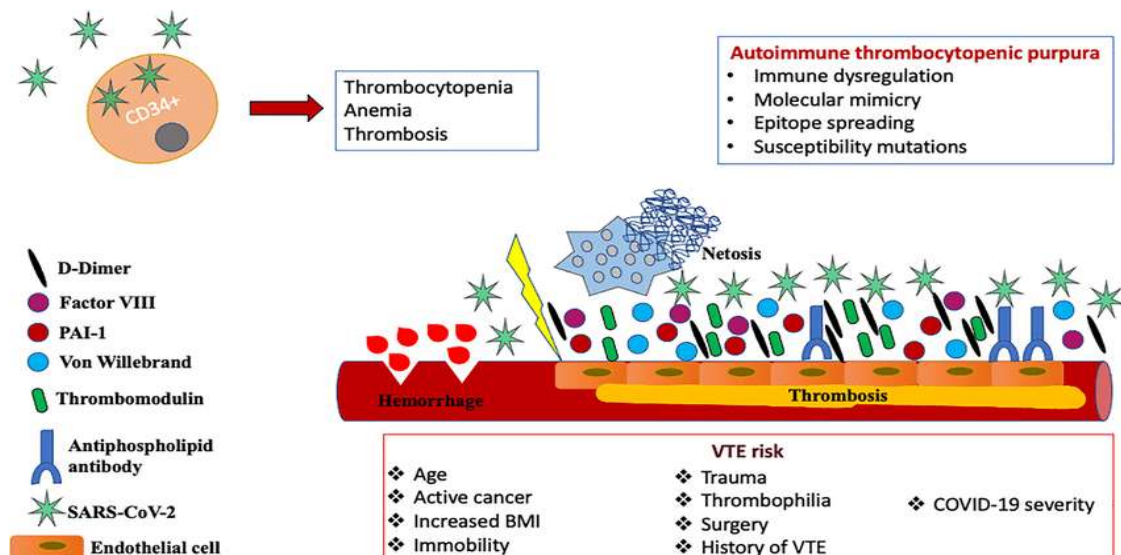 CD34+
Thrombocytopenia
Anemia
Thrombosis
Autoimmune thrombocytopenic purpura
• Immune dysregulation
• Molecular mimicry
• Epitope spreading
• Susceptibility mutations
D-Dimer
Factor VIII
PAI-1
Von Willebrand
Thrombomodulin
Antiphospholipid
antibody
SARS-CoV-2
Endothelial cell
Netosis
Hemorrhage
Thrombosis
VTE risk
❖ Age
❖ Active cancer
❖ Increased BMI
❖ Immobility
❖ Trauma
❖ Thrombophilia
❖ Surgery
❖ History of VTE
❖ COVID-19 severity